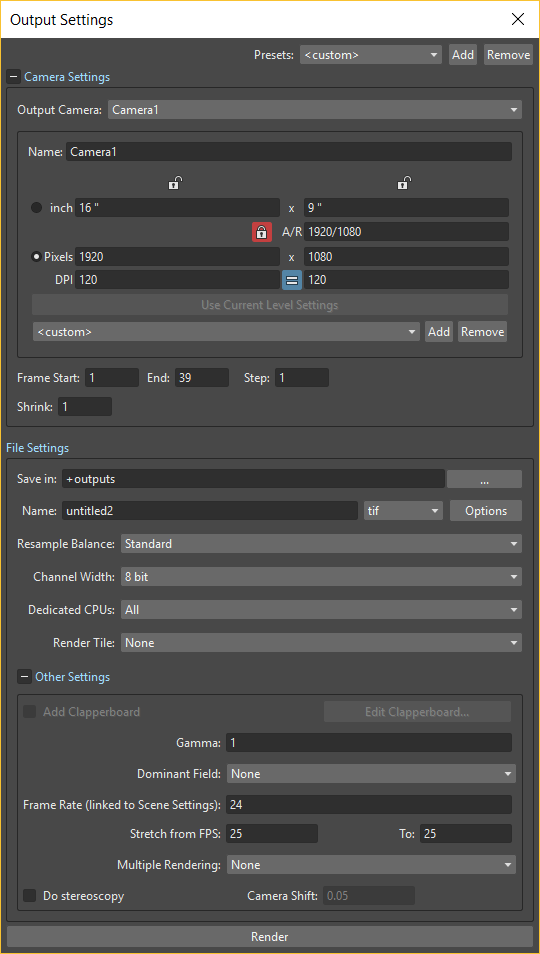 Output Settings
Presets: <custom> Add Remove
Camera Settings
Output Camera: Camera1
Name: Camera1
inch 16 " x 9 "
A/R 1920/1080
Pixels 1920 x 1080
DPI 120 120
Use Current Level Settings
<custom> Add Remove
Frame Start: 1 End: 39 Step: 1
Shrink: 1
File Settings
Save in: +outputs ...
Name: untitled2 tif Options
Resample Balance: Standard
Channel Width: 8 bit
Dedicated CPUs: All
Render Tile: None
Other Settings
Add Clapperboard Edit Clapperboard...
Gamma: 1
Dominant Field: None
Frame Rate (linked to Scene Settings): 24
Stretch from FPS: 25 To: 25
Multiple Rendering: None
Do stereoscopy Camera Shift: 0.05
Render